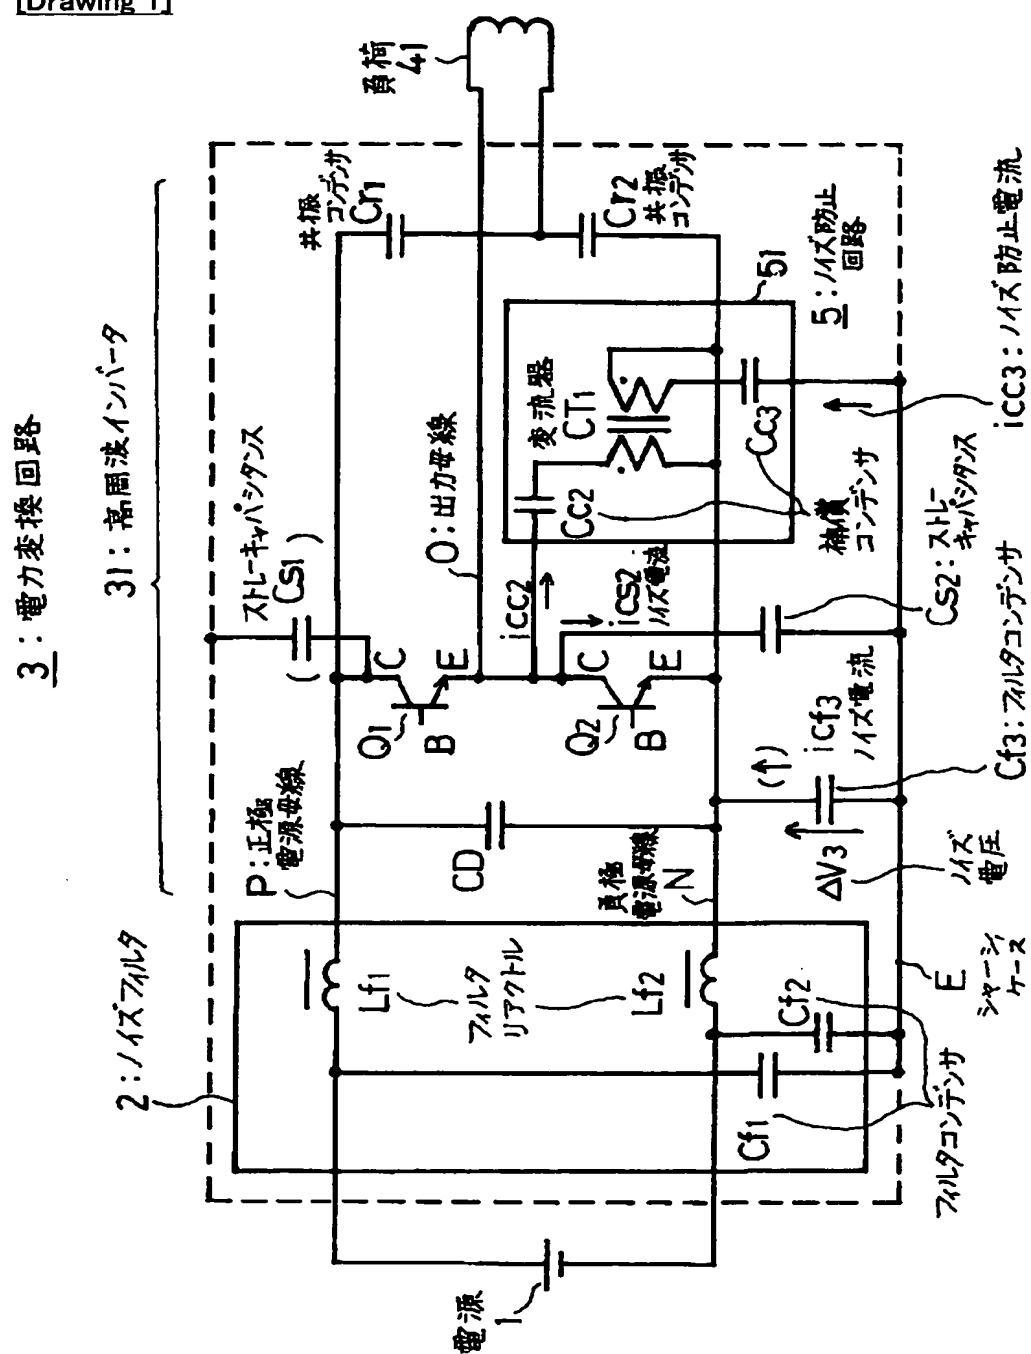 [Drawing 1]
3：電力変換回路
31：高周波インバータ
2：ノイズフィルタ
電源
1
P：正極
電源母線
ストレーキャパシタンス
(Cs1)
O：出力母線
共振
コンデンサ
Cr1
負荷
41
Lf1
フィルタ
リアクトル
Lf2
CD
Q1
B
C
E
Q2
B
C
E
icc2
ics2
ノイズ電流
変流器
CT1
Cc2
Cc3
補償
コンデンサ
51
5：ノイズ防止
回路
Cr2
共振
コンデンサ
負極
電源母線
N
Cf1
Cf2
フィルタコンデンサ
E
シャーシ
ケース
ΔV3
ノイズ
電圧
(↑)
icf3
ノイズ電流
Cf3：フィルタコンデンサ
Cs2：ストレー
キャパシタンス
icc3：ノイズ防止電流